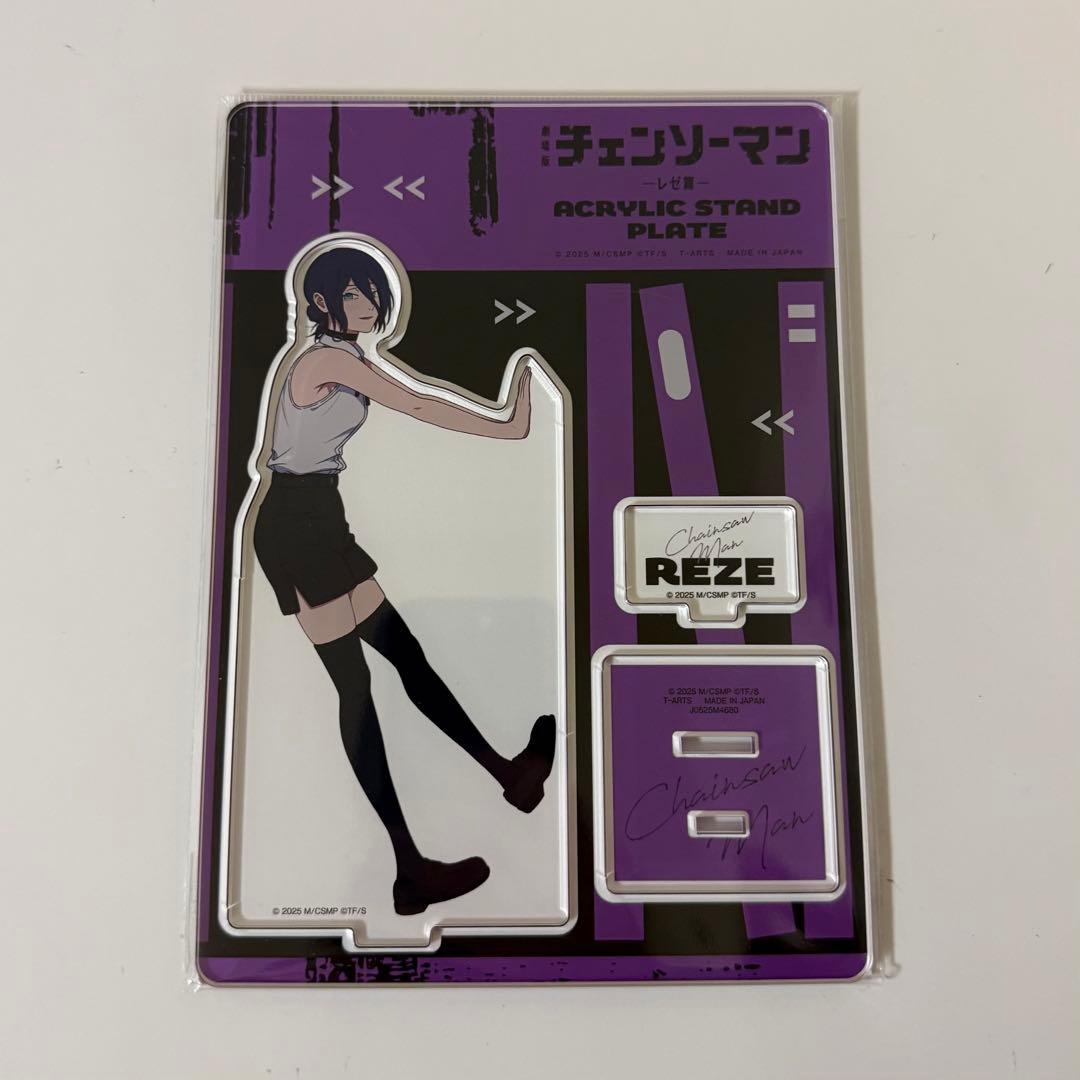 劇場版 チェンソーマン
—レゼ篇—
ACRYLIC STAND
PLATE
© 2025 M/CSMP ©TF/S T-ARTS MADE IN JAPAN
Chainsaw
Man
REZE
© 2025 M/CSMP ©TF/S
© 2025 M/CSMP ©TF/S
T-ARTS MADE IN JAPAN
J0625M4680
Chainsaw
Man
© 2025 M/CSMP ©TF/S